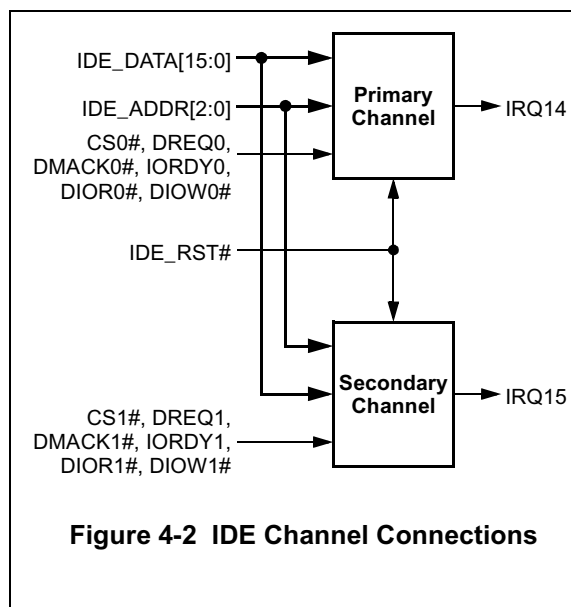 IDE_DATA[15:0]
IDE_ADDR[2:0]
CS0#, DREQ0,
DMACK0#, IORDY0,
DIOR0#, DIOW0#
Primary
Channel
IRQ14
IDE_RST#
Secondary
Channel
IRQ15
CS1#, DREQ1,
DMACK1#, IORDY1,
DIOR1#, DIOW1#
Figure 4-2 IDE Channel Connections